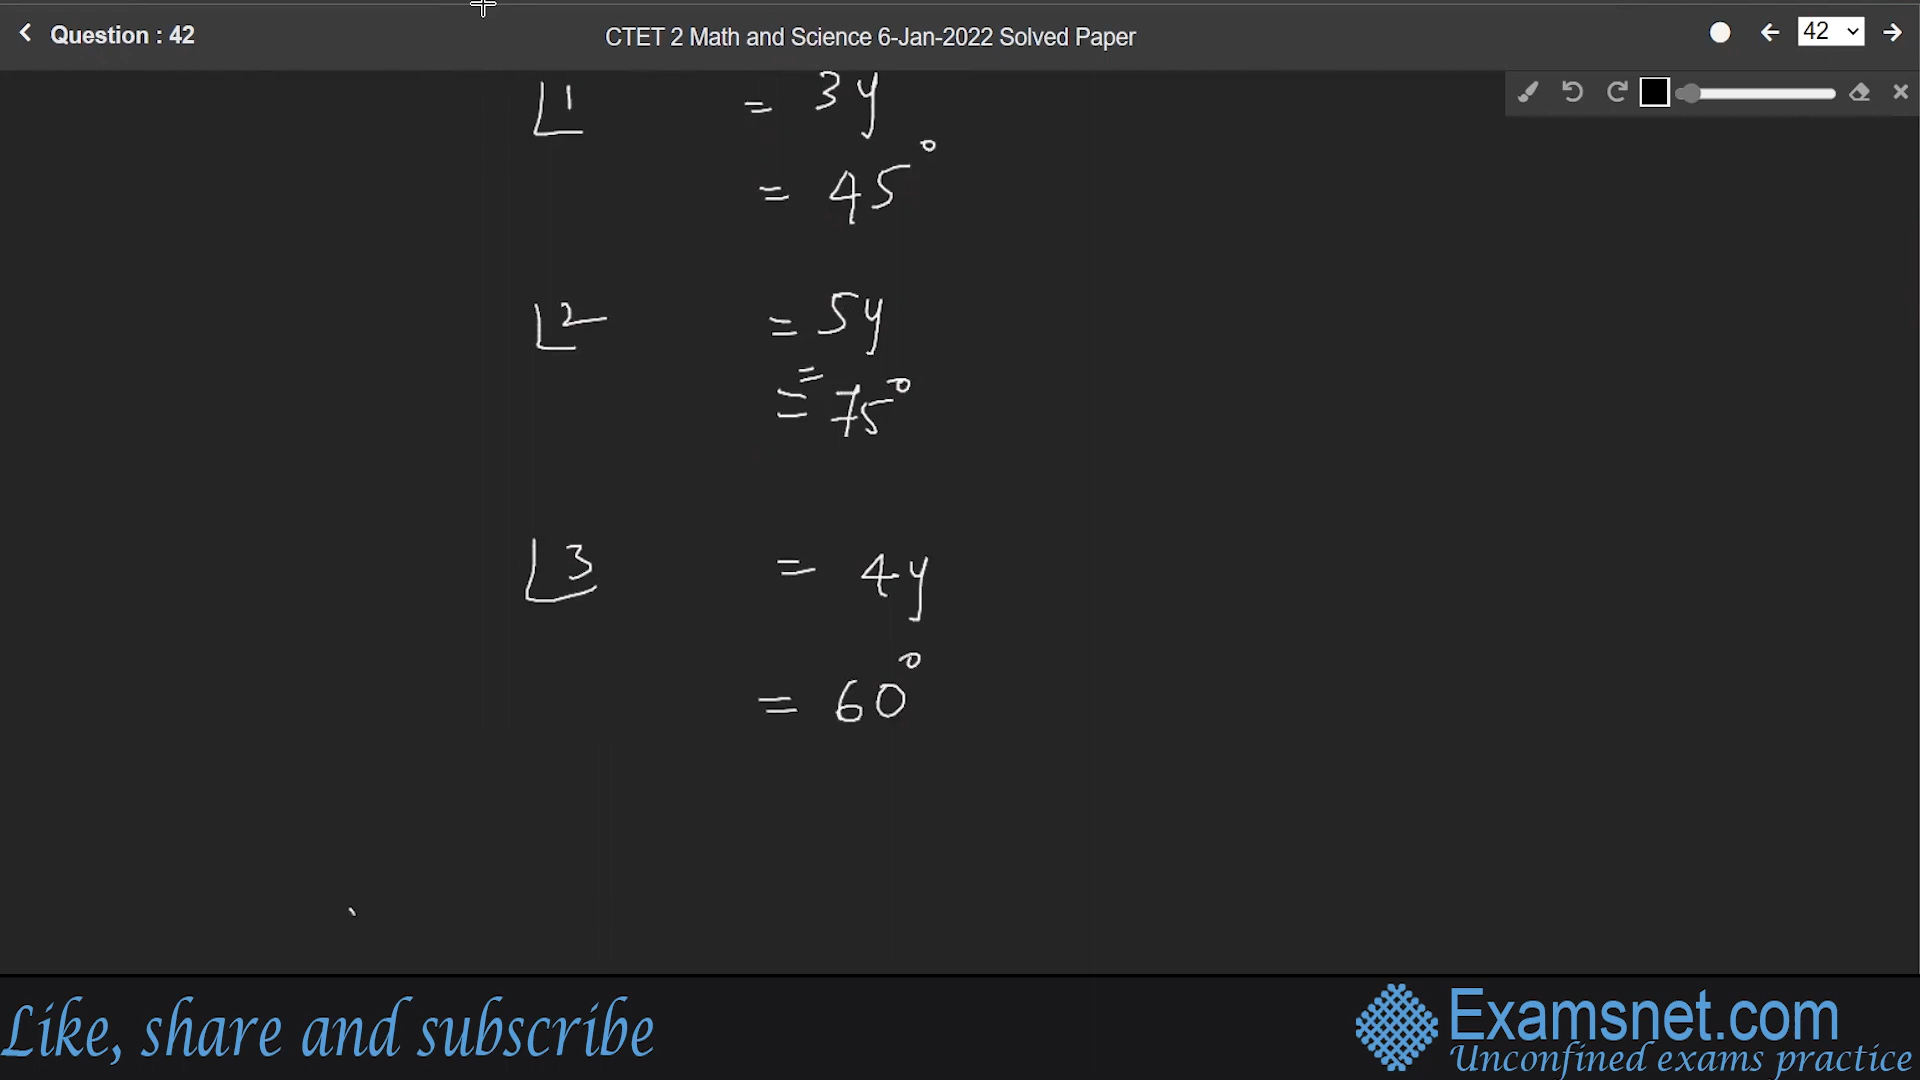 Question : 42
CTET 2 Math and Science 6-Jan-2022 Solved Paper
42
∠1 = 3y
= 45°
∠2 = 5y
=
= 75°
∠3 = 4y
= 60°
Like, share and subscribe
Examsnet.com
Unconfined exams practice